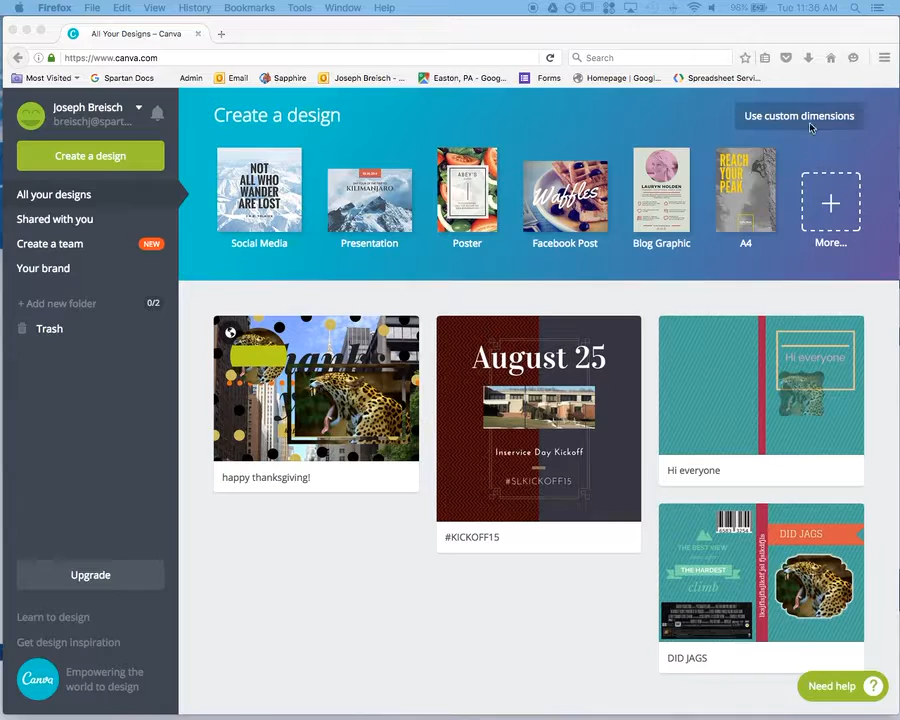 Firefox File Edit View History Bookmarks Tools Window Help
98% Tue 11:36 AM
All Your Designs – Canva
https://www.canva.com
Search
Most Visited Spartan Docs Admin Email Sapphire Joseph Breisch - ... Easton, PA - Goog... Forms Homepage | Googl... Spreadsheet Servi...
Joseph Breisch
breischj@spart...
Create a design
All your designs
Shared with you
Create a team NEW
Your brand
+ Add new folder 0/2
Trash
Upgrade
Learn to design
Get design inspiration
Canva
Empowering the
world to design
Create a design
Use custom dimensions
NOT
ALL WHO
WANDER
ARE LOST
Social Media
KILIMANJARO
Presentation
ABEY'S
Poster
Waffles
Facebook Post
LAURYN HOLDEN
Blog Graphic
REACH
YOUR
PEAK
A4
+
More...
happy thanksgiving!
August 25
Inservice Day Kickoff
#SLKICKOFF15
#KICKOFF15
Hi everyone
Hi everyone
THE BEST VIEW
THE HARDEST
climb
DID JAGS
DID JAGS
Need help ?